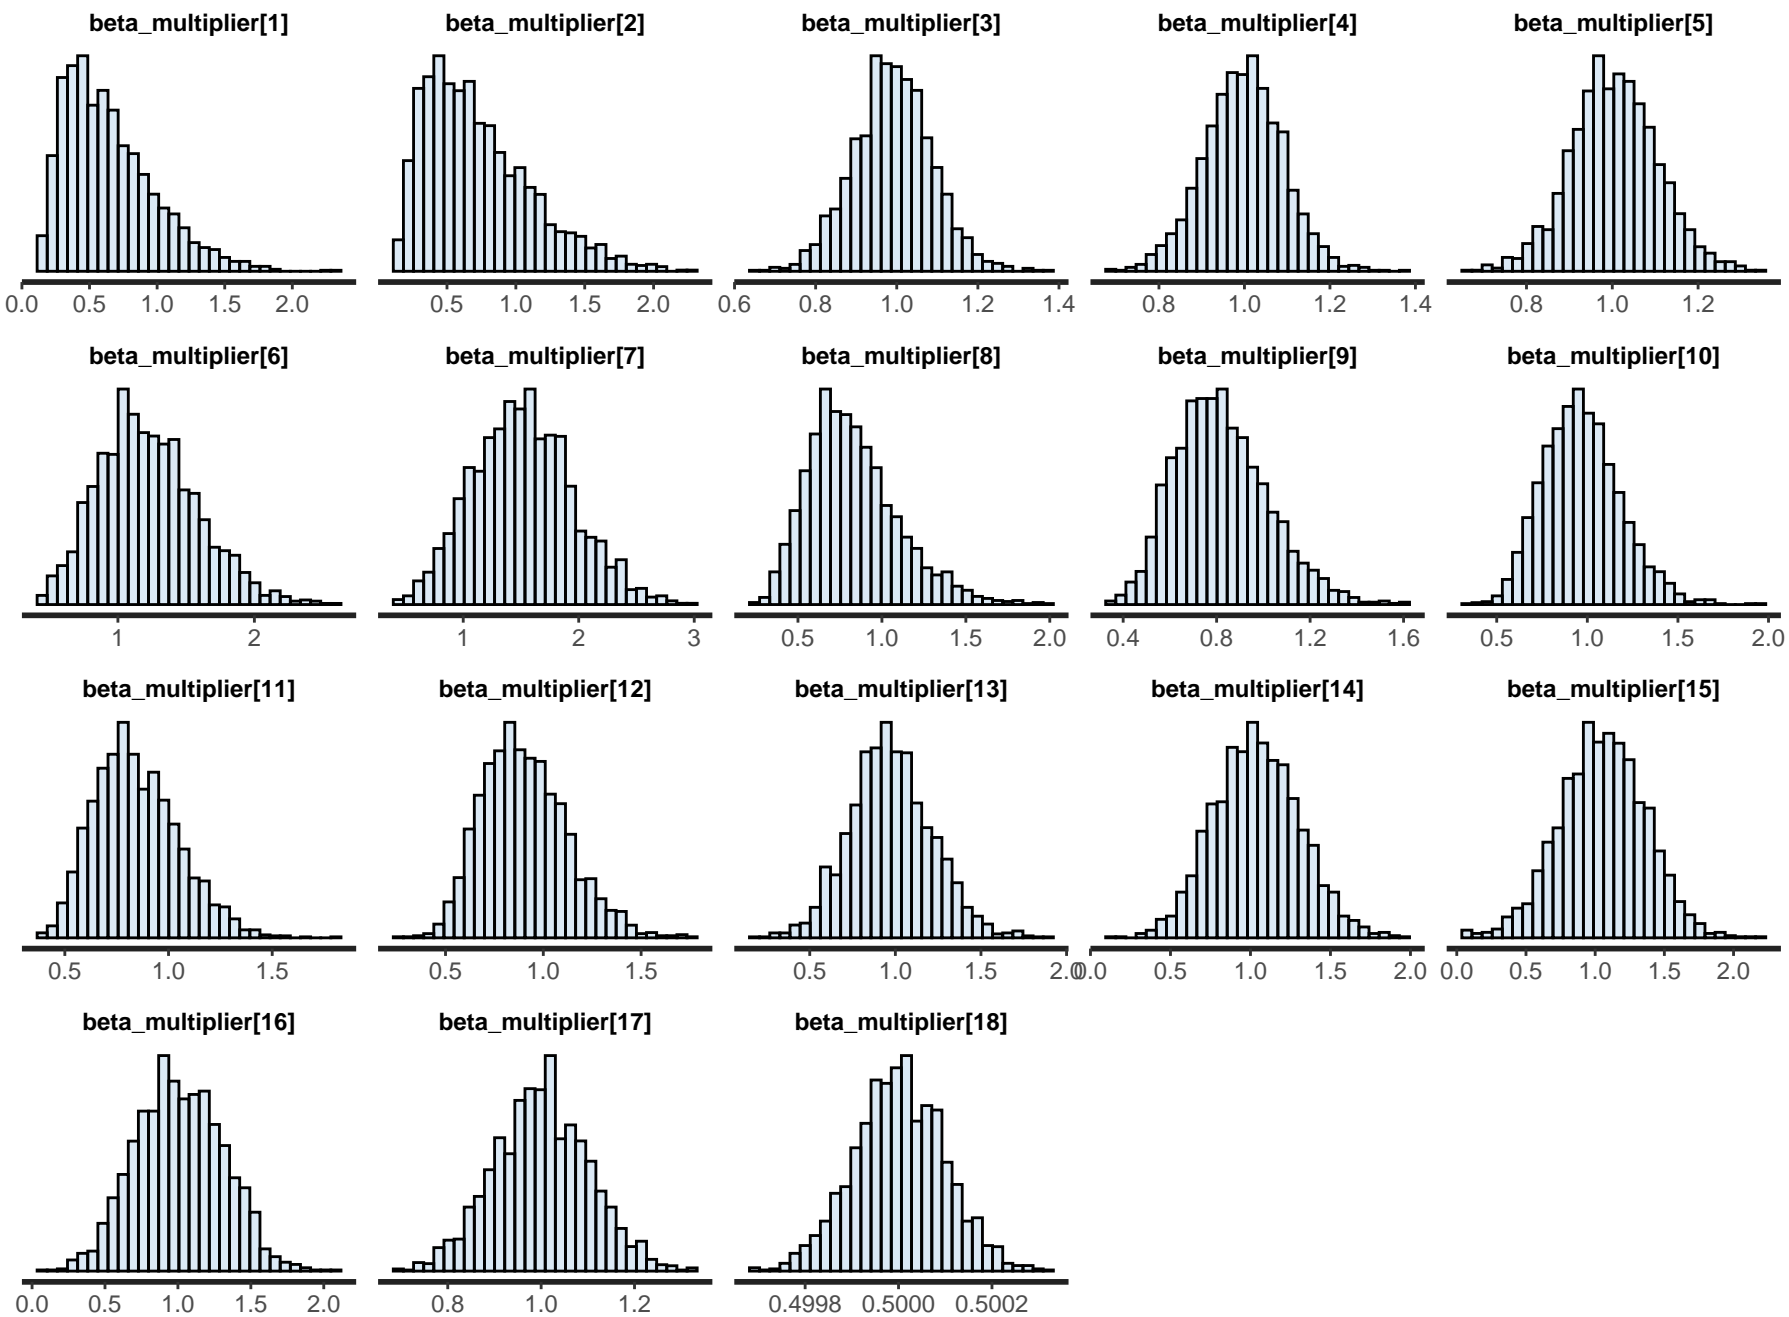 beta_multiplier[1] beta_multiplier[2] beta_multiplier[3] beta_multiplier[4] beta_multiplier[5]
0.0 0.5 1.0 1.5 2.0 0.5 1.0 1.5 2.0 0.6 0.8 1.0 1.2 1.4 0.8 1.0 1.2 1.4 0.8 1.0 1.2
beta_multiplier[6] beta_multiplier[7] beta_multiplier[8] beta_multiplier[9] beta_multiplier[10]
1 2 1 2 3 0.5 1.0 1.5 2.0 0.4 0.8 1.2 1.6 0.5 1.0 1.5 2.0
beta_multiplier[11] beta_multiplier[12] beta_multiplier[13] beta_multiplier[14] beta_multiplier[15]
0.5 1.0 1.5 0.5 1.0 1.5 0.5 1.0 1.5 2.0 0.0 0.5 1.0 1.5 2.0 0.0 0.5 1.0 1.5 2.0
beta_multiplier[16] beta_multiplier[17] beta_multiplier[18]
0.0 0.5 1.0 1.5 2.0 0.8 1.0 1.2 0.4998 0.5000 0.5002